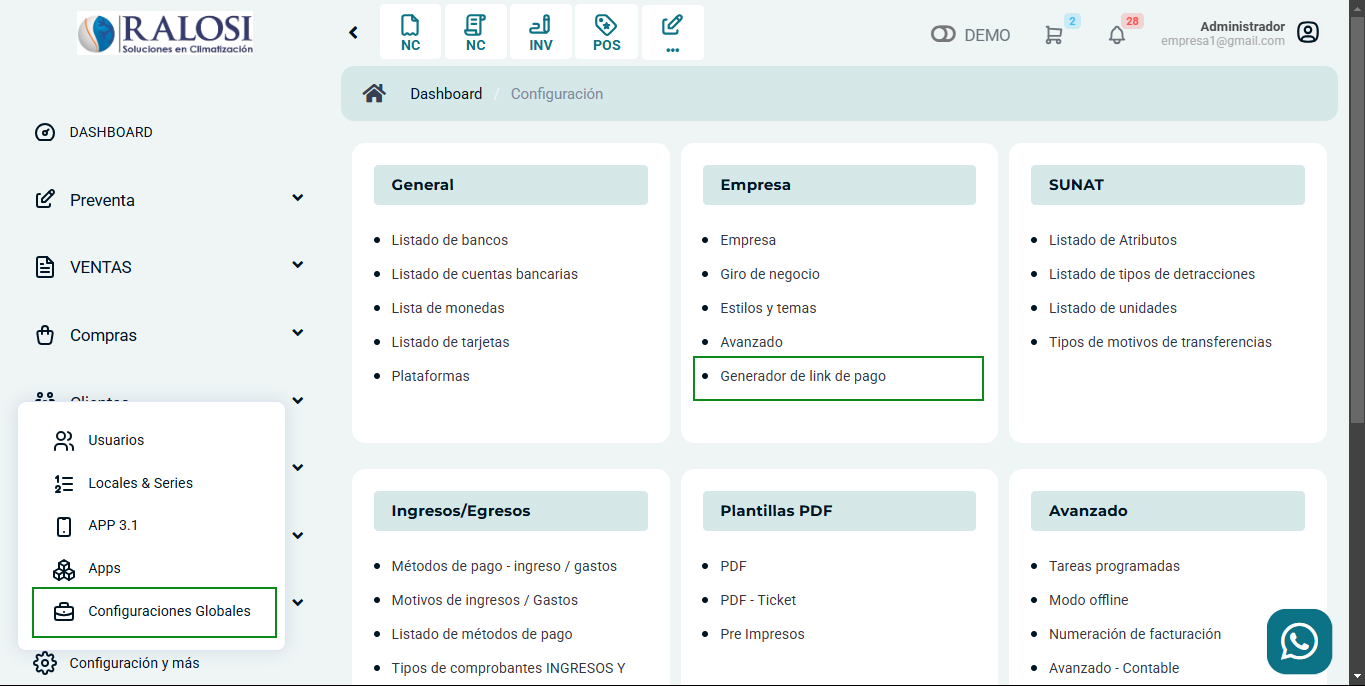 RALOSI
Soluciones en Climatización
NC
NC
INV
POS
...
DEMO
2
28
Administrador
empresa1@gmail.com
Dashboard / Configuración
DASHBOARD
Preventa
VENTAS
Compras
Clientes
Usuarios
Locales & Series
APP 3.1
Apps
Configuraciones Globales
Configuración y más
General
Listado de bancos
Listado de cuentas bancarias
Lista de monedas
Listado de tarjetas
Plataformas
Empresa
Empresa
Giro de negocio
Estilos y temas
Avanzado
Generador de link de pago
SUNAT
Listado de Atributos
Listado de tipos de detracciones
Listado de unidades
Tipos de motivos de transferencias
Ingresos/Egresos
Métodos de pago - ingreso / gastos
Motivos de ingresos / Gastos
Listado de métodos de pago
Tipos de comprobantes INGRESOS Y
Plantillas PDF
PDF
PDF - Ticket
Pre Impresos
Avanzado
Tareas programadas
Modo offline
Numeración de facturación
Avanzado - Contable